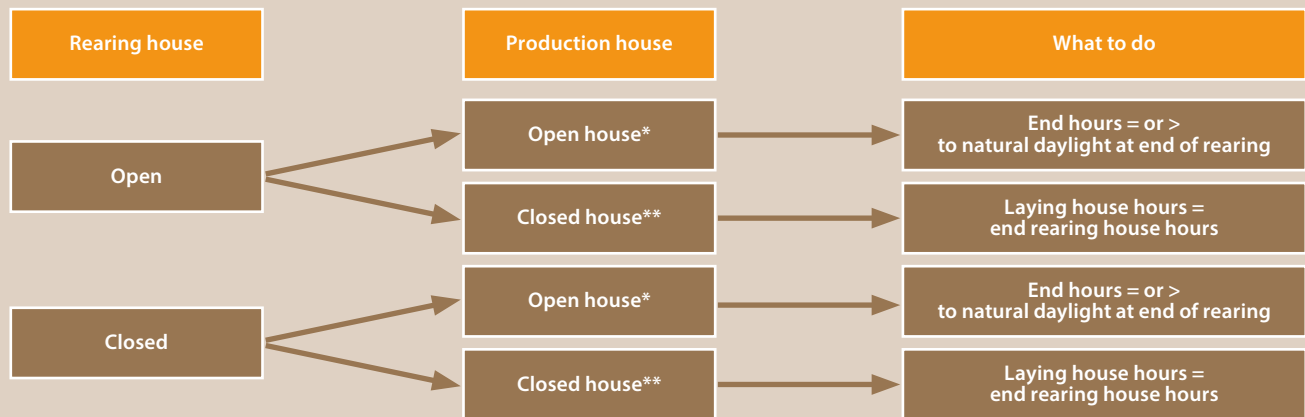 Rearing house
Production house
What to do
Open
Open house*
End hours = or >
to natural daylight at end of rearing
Closed house**
Laying house hours =
end rearing house hours
Closed
Open house*
End hours = or >
to natural daylight at end of rearing
Closed house**
Laying house hours =
end rearing house hours